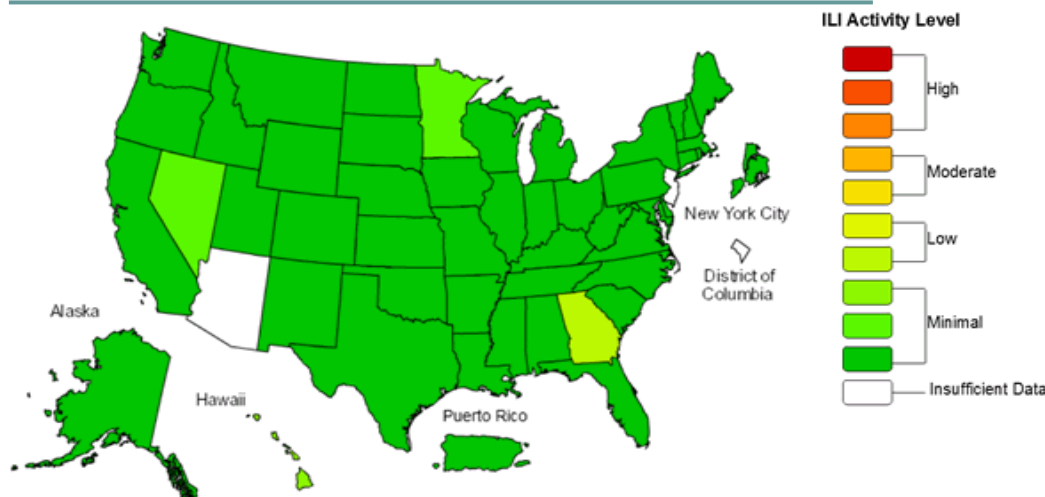 ILI Activity Level
High
Moderate
Low
Minimal
Insufficient Data
New York City
District of
Columbia
Alaska
Hawaii
Puerto Rico